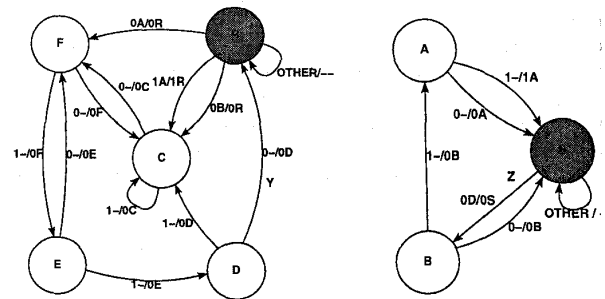 F
0A/0R
OTHER/--
1A/1R
0B/0R
0-/0C
0-/0F
C
1-/0F
0-/0E
1-/0C
1-/0D
0-/0D
Y
E
1-/0E
D
A
1-/1A
0-/0A
1-/0B
Z
0D/0S
0-/0B
OTHER /
B